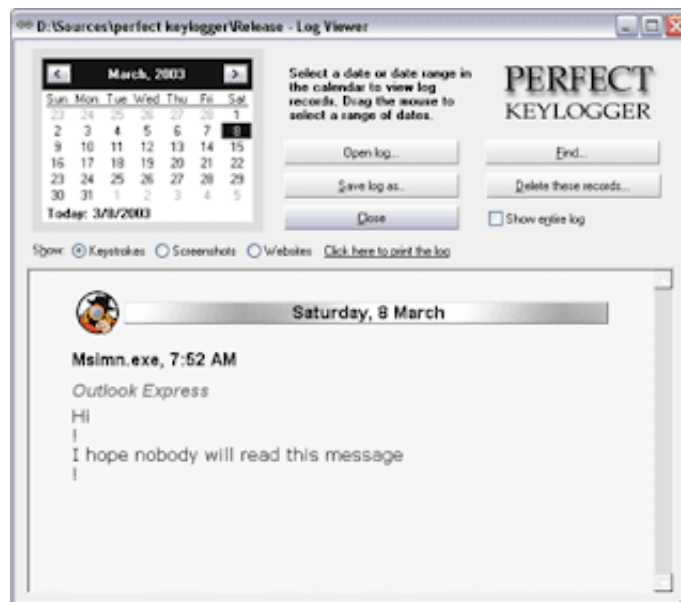 D:\Sources\perfect keylogger\Release - Log Viewer
March, 2003
Sun Mon Tue Wed Thu Fri Sat
23 24 25 26 27 28 1
2 3 4 5 6 7 8
9 10 11 12 13 14 15
16 17 18 19 20 21 22
23 24 25 26 27 28 29
30 31 1 2 3 4 5
Today: 3/8/2003
Select a date or date range in
the calendar to view log
records. Drag the mouse to
select a range of dates.
Open log...
Save log as..
Close
PERFECT
KEYLOGGER
Find...
Delete these records...
Show entire log
Show: Keystrokes Screenshots Websites Click here to print the log
Saturday, 8 March
Msimn.exe, 7:52 AM
Outlook Express
Hi
!
I hope nobody will read this message
!